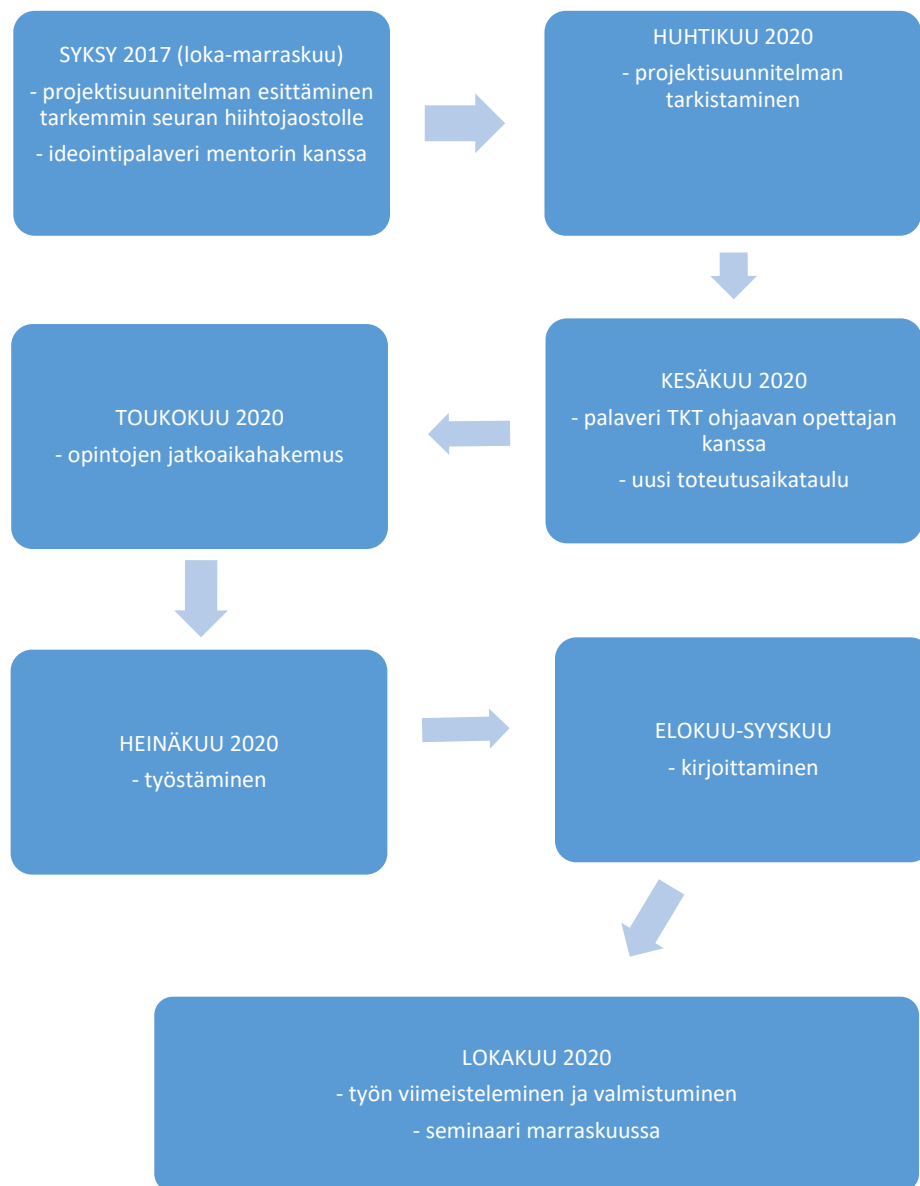 SYKSY 2017 (loka-marraskuu)
- projektisuunnitelman esittäminen
tarkemmin seuran hiihtojaostolle
- ideointipalaveri mentorin kanssa
HUHTIKUU 2020
- projektisuunnitelman
tarkistaminen
KESÄKUU 2020
- palaveri TKT ohjaavan opettajan
kanssa
- uusi toteutusaikataulu
TOUKOKUU 2020
- opintojen jatkoaikahakemus
HEINÄKUU 2020
- työstäminen
ELOKUU-SYYSKUU
- kirjoittaminen
LOKAKUU 2020
- työn viimeisteleminen ja valmistuminen
- seminaari marraskuussa